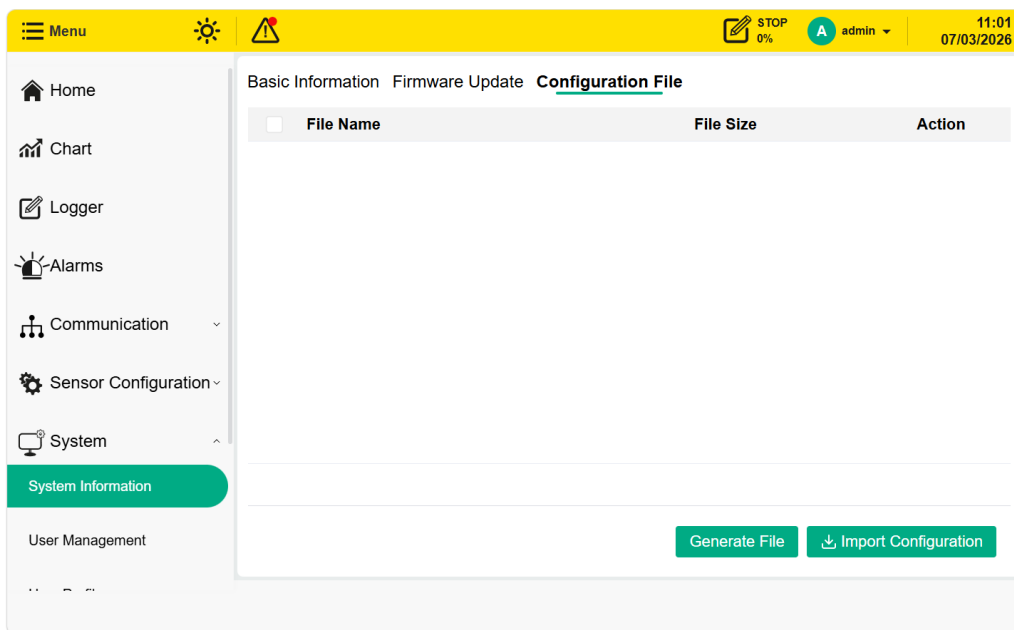 Menu
STOP
0%
A admin
11:01
07/03/2026
Home
Chart
Logger
Alarms
Communication
Sensor Configuration
System
System Information
User Management
Basic Information Firmware Update Configuration File
File Name File Size Action
Generate File Import Configuration